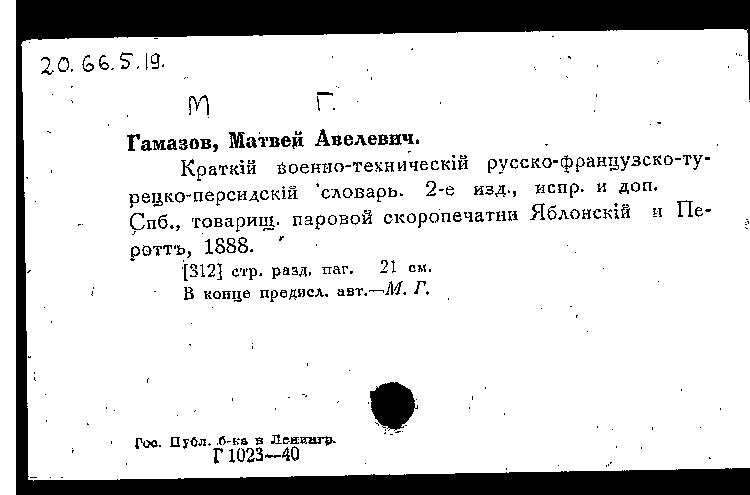 20.66.5.19.
М Г.
Гамазов, Матвей Авелевич.
Краткій военно-техническій русско-французско-ту-
рецко-персидскій словарь. 2-е изд., испр. и доп.
Спб., товарищ. паровой скоропечатни Яблонскій и Пе-
роттъ, 1888.
[312] стр. разд. паг. 21 см.
В конце предисл. авт.—М. Г.
Гос. Публ. б-ка в Ленингр.
Г 1023—40